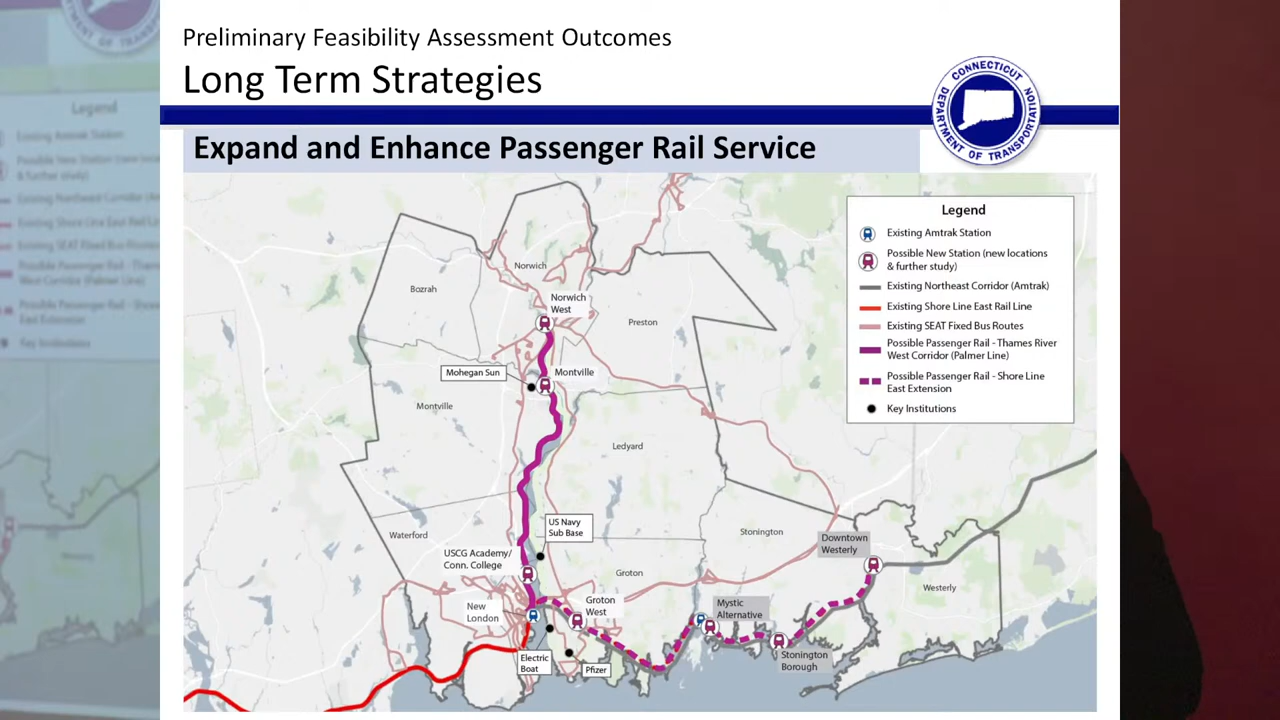 Preliminary Feasibility Assessment Outcomes
Long Term Strategies
CONNECTICUT
DEPARTMENT OF TRANSPORTATION
Expand and Enhance Passenger Rail Service
Legend
Existing Amtrak Station
Possible New Station (new locations
& further study)
Existing Northeast Corridor (Amtrak)
Existing Shore Line East Rail Line
Existing SEAT Fixed Bus Routes
Possible Passenger Rail - Thames River
West Corridor (Palmer Line)
Possible Passenger Rail - Shore Line
East Extension
Key Institutions
Norwich
Bozrah
Norwich
West
Preston
Mohegan Sun
Montville
Montville
Ledyard
US Navy
Sub Base
Waterford
Stonington
Downtown
Westerly
USCG Academy/
Conn. College
Groton
Westerly
New
London
Groton
West
Mystic
Alternative
Electric
Boat
Pfizer
Stonington
Borough
Legend
Existing Amtrak Station